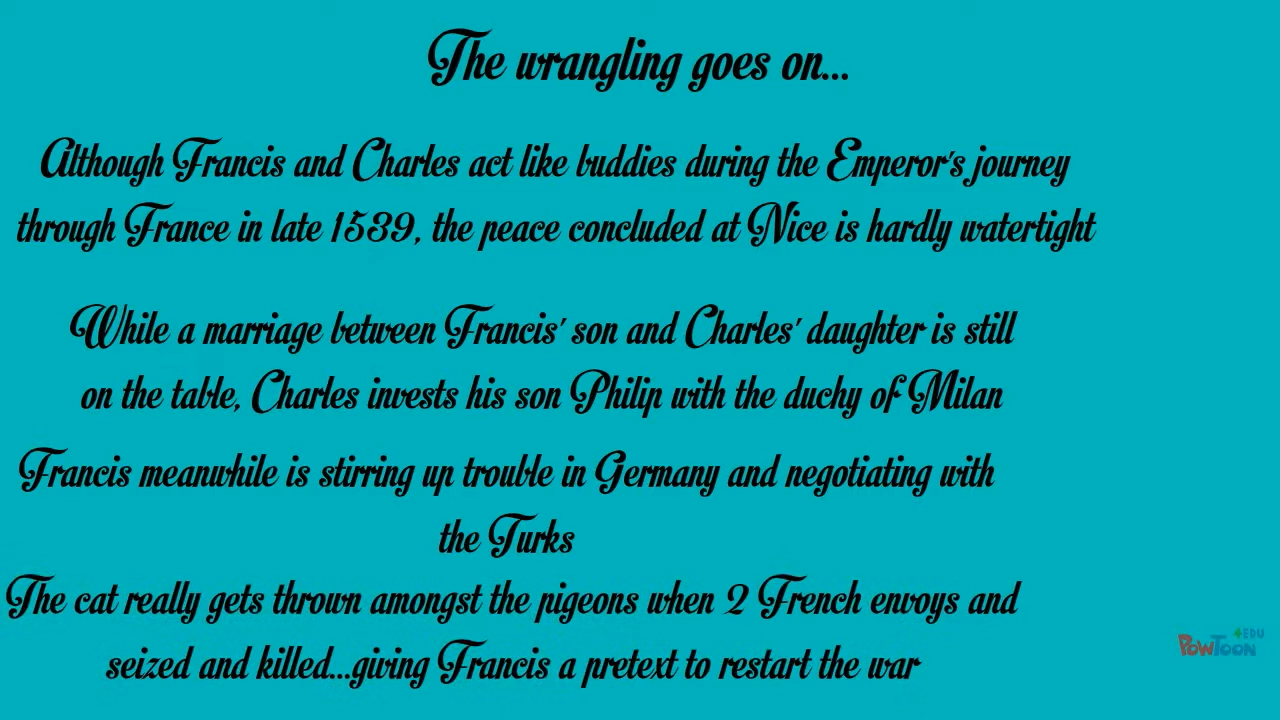 The wrangling goes on...
Although Francis and Charles act like buddies during the Emperor's journey
through France in late 1539, the peace concluded at Nice is hardly watertight
While a marriage between Francis' son and Charles' daughter is still
on the table, Charles invests his son Philip with the duchy of Milan
Francis meanwhile is stirring up trouble in Germany and negotiating with
the Turks
The cat really gets thrown amongst the pigeons when 2 French envoys and
seized and killed...giving Francis a pretext to restart the war
+EDU
POWTOON